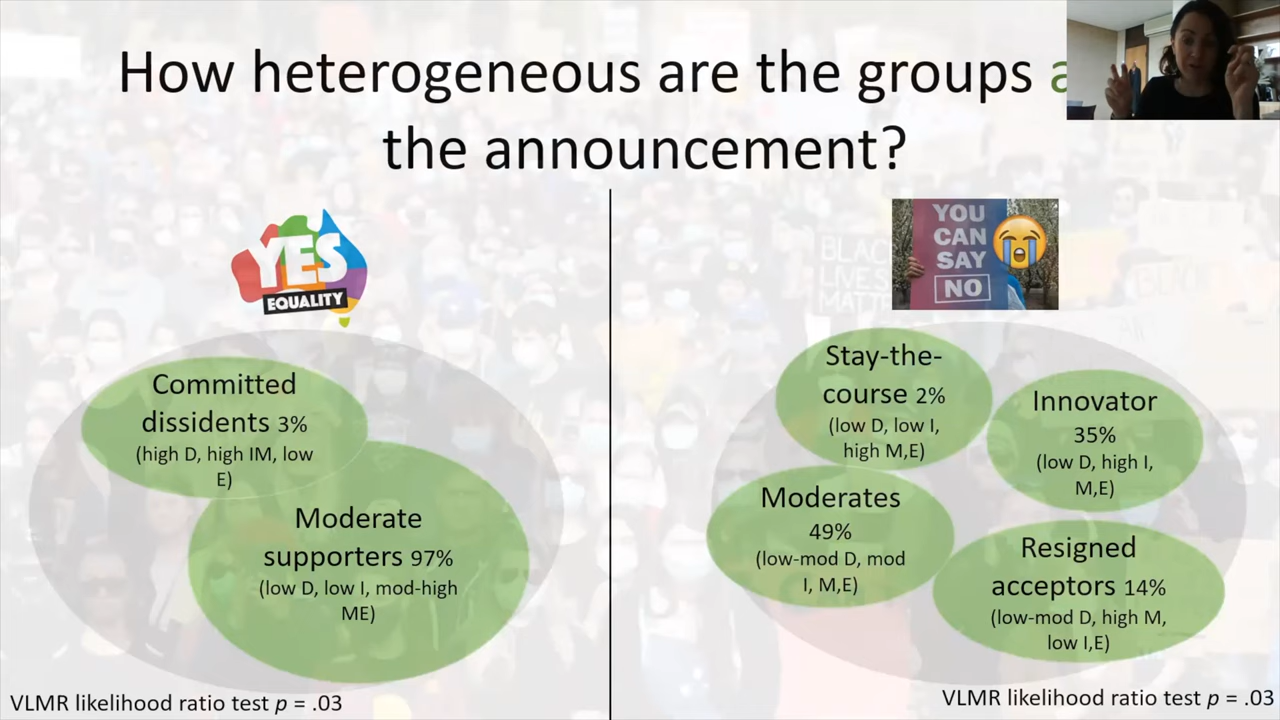 How heterogeneous are the groups
the announcement?
YES
EQUALITY
YOU
CAN
SAY
NO
BLACK
LIVES
MATTER
Committed
dissidents 3%
(high D, high IM, low
E)
Moderate
supporters 97%
(low D, low I, mod-high
ME)
Stay-the-
course 2%
(low D, low I,
high M,E)
Innovator
35%
(low D, high I,
M,E)
Moderates
49%
(low-mod D, mod
I, M,E)
Resigned
acceptors 14%
(low-mod D, high M,
low I,E)
VLMR likelihood ratio test p = .03
VLMR likelihood ratio test p = .03